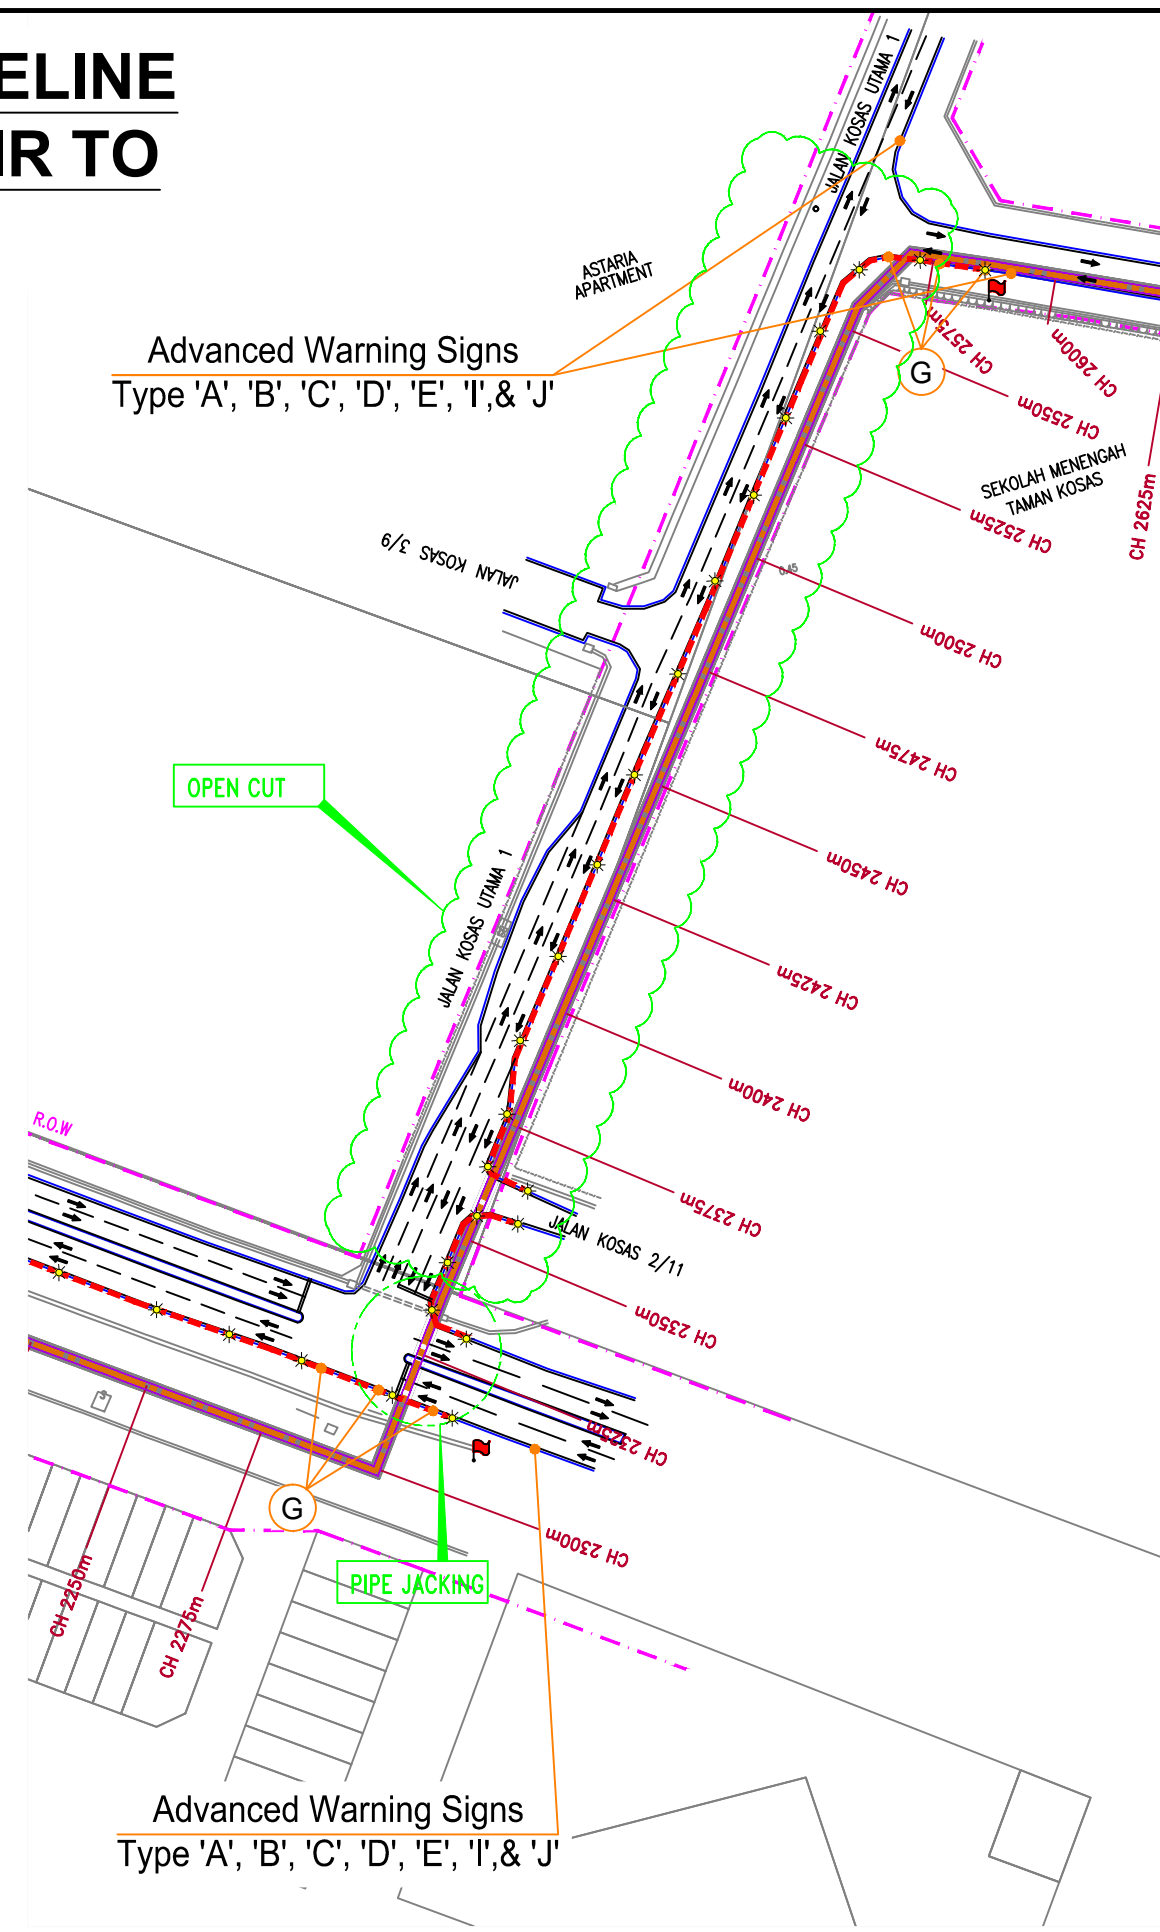 ELINE
IR TO
JALAN KOSAS UTAMA 1
ASTARIA
APARTMENT
Advanced Warning Signs
Type 'A', 'B', 'C', 'D', 'E', 'I',& 'J'
G
CH 2575m
CH 2600m
CH 2550m
SEKOLAH MENENGAH
TAMAN KOSAS
CH 2625m
CH 2525m
JALAN KOSAS 3/9
0.45
CH 2500m
CH 2475m
OPEN CUT
CH 2450m
JALAN KOSAS UTAMA 1
CH 2425m
CH 2400m
R.O.W
CH 2375m
JALAN KOSAS 2/11
CH 2350m
CH 2325m
G
CH 2300m
PIPE JACKING
CH 2250m
CH 2275m
Advanced Warning Signs
Type 'A', 'B', 'C', 'D', 'E', 'I',& 'J'